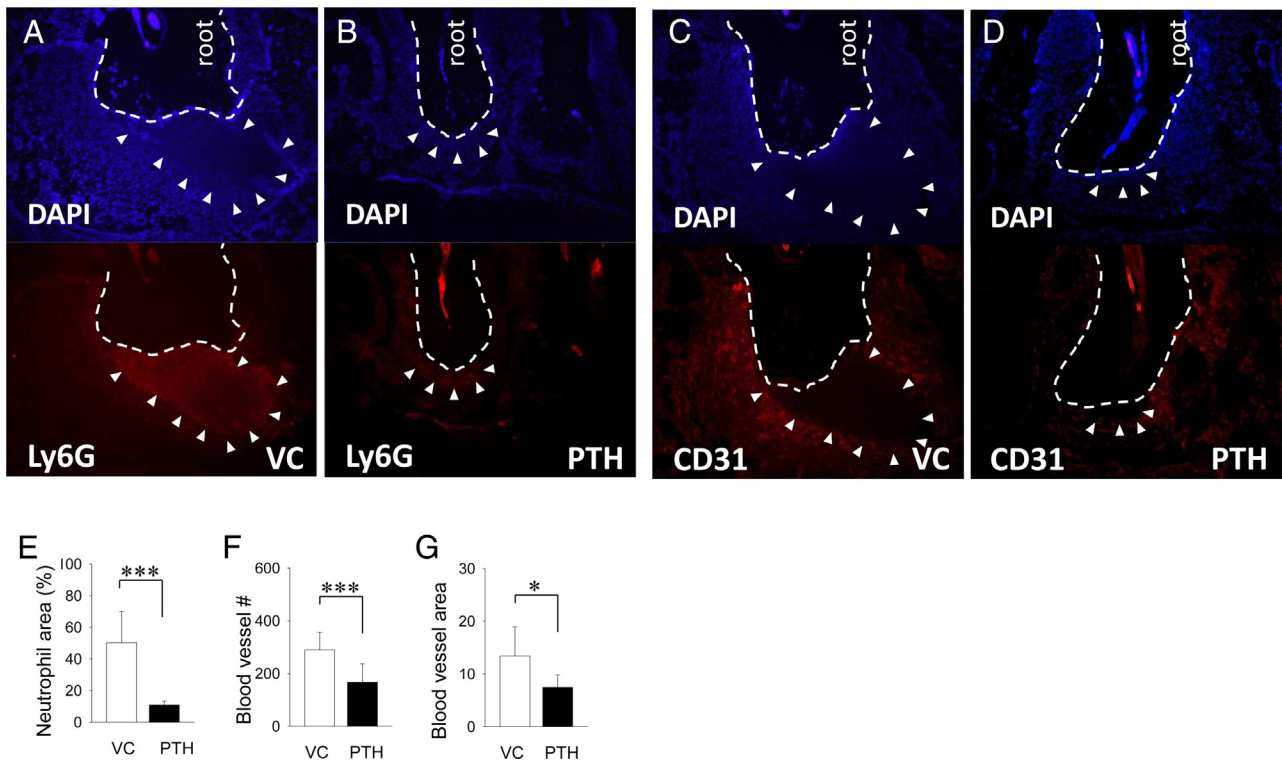 A
root
DAPI
Ly6G
VC
B
root
DAPI
Ly6G
PTH
C
root
DAPI
CD31
VC
D
root
DAPI
CD31
PTH
E
Neutrophil area (%)
100
80
60
40
20
0
***
VC PTH
F
Blood vessel #
600
400
200
0
***
VC PTH
G
Blood vessel area
30
20
10
0
*
VC PTH